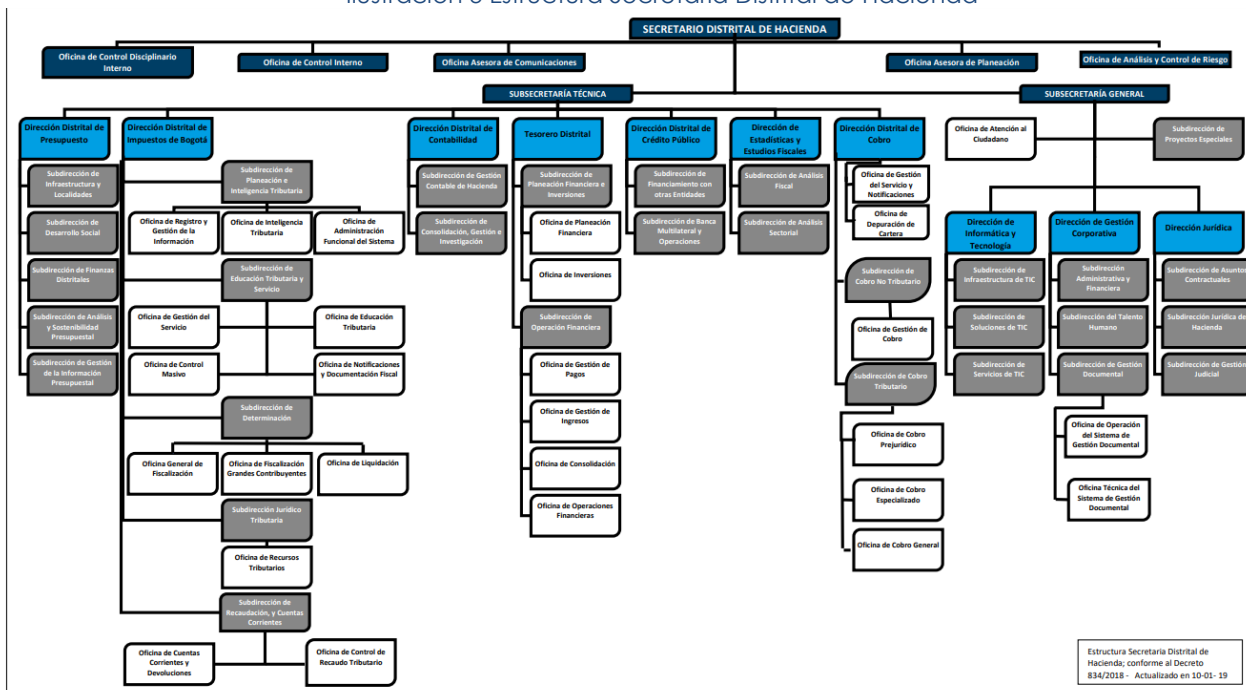 Ilustración 8 Estructura Secretaría Distrital de Hacienda
SECRETARIO DISTRITAL DE HACIENDA
Oficina de Control Disciplinario
Interno
Oficina de Control Interno
Oficina Asesora de Comunicaciones
Oficina Asesora de Planeación
Oficina de Análisis y Control de Riesgo
SUBSECRETARÍA TÉCNICA
SUBSECRETARÍA GENERAL
Dirección Distrital de
Presupuesto
Subdirección de
Infraestructura y
Localidades
Subdirección de
Desarrollo Social
Subdirección de Finanzas
Distritales
Subdirección de Análisis
y Sostenibilidad
Presupuestal
Subdirección de Gestión
de la Información
Presupuestal
Dirección Distrital de
Impuestos de Bogotá
Subdirección de
Planeación e
Inteligencia Tributaria
Oficina de Registro y
Gestión de la
Información
Oficina de Inteligencia
Tributaria
Oficina de
Administración
Funcional del Sistema
Subdirección de
Educación Tributaria y
Servicio
Oficina de Gestión del
Servicio
Oficina de Educación
Tributaria
Oficina de Control
Masivo
Oficina de Notificaciones
y Documentación Fiscal
Subdirección de
Determinación
Oficina General de
Fiscalización
Oficina de Fiscalización
Grandes Contribuyentes
Oficina de Liquidación
Subdirección Jurídico
Tributaria
Oficina de Recursos
Tributarios
Subdirección de
Recaudación, y Cuentas
Corrientes
Oficina de Cuentas
Corrientes y
Devoluciones
Oficina de Control de
Recaudo Tributario
Dirección Distrital de
Contabilidad
Subdirección de Gestión
Contable de Hacienda
Subdirección de
Consolidación, Gestión e
Investigación
Tesorero Distrital
Subdirección de
Planeación Financiera e
Inversiones
Oficina de Planeación
Financiera
Oficina de Inversiones
Subdirección de
Operación Financiera
Oficina de Gestión de
Pagos
Oficina de Gestión de
Ingresos
Oficina de Consolidación
Oficina de Operaciones
Financieras
Dirección Distrital de
Crédito Público
Subdirección de
Financiamiento con
otras Entidades
Subdirección de Banca
Multilateral y
Operaciones
Dirección de
Estadísticas y
Estudios Fiscales
Subdirección de Análisis
Fiscal
Subdirección de Análisis
Sectorial
Dirección Distrital de
Cobro
Oficina de Gestión
del Servicio y
Notificaciones
Oficina de
Depuración de
Cartera
Subdirección de
Cobro No Tributario
Oficina de Gestión de
Cobro
Subdirección de Cobro
Tributario
Oficina de Cobro
Prejurídico
Oficina de Cobro
Especializado
Oficina de Cobro General
Oficina de Atención al
Ciudadano
Subdirección de
Proyectos Especiales
Dirección de
Informática y
Tecnología
Subdirección de
Infraestructura de TIC
Subdirección de
Soluciones de TIC
Subdirección de
Servicios de TIC
Dirección de Gestión
Corporativa
Subdirección
Administrativa y
Financiera
Subdirección del Talento
Humano
Subdirección de Gestión
Documental
Oficina de Operación
del Sistema de
Gestión Documental
Oficina Técnica del
Sistema de Gestión
Documental
Dirección Jurídica
Subdirección de Asuntos
Contractuales
Subdirección Jurídica de
Hacienda
Subdirección de Gestión
Judicial
Estructura Secretaria Distrital de
Hacienda; conforme al Decreto
834/2018 - Actualizado en 10-01- 19